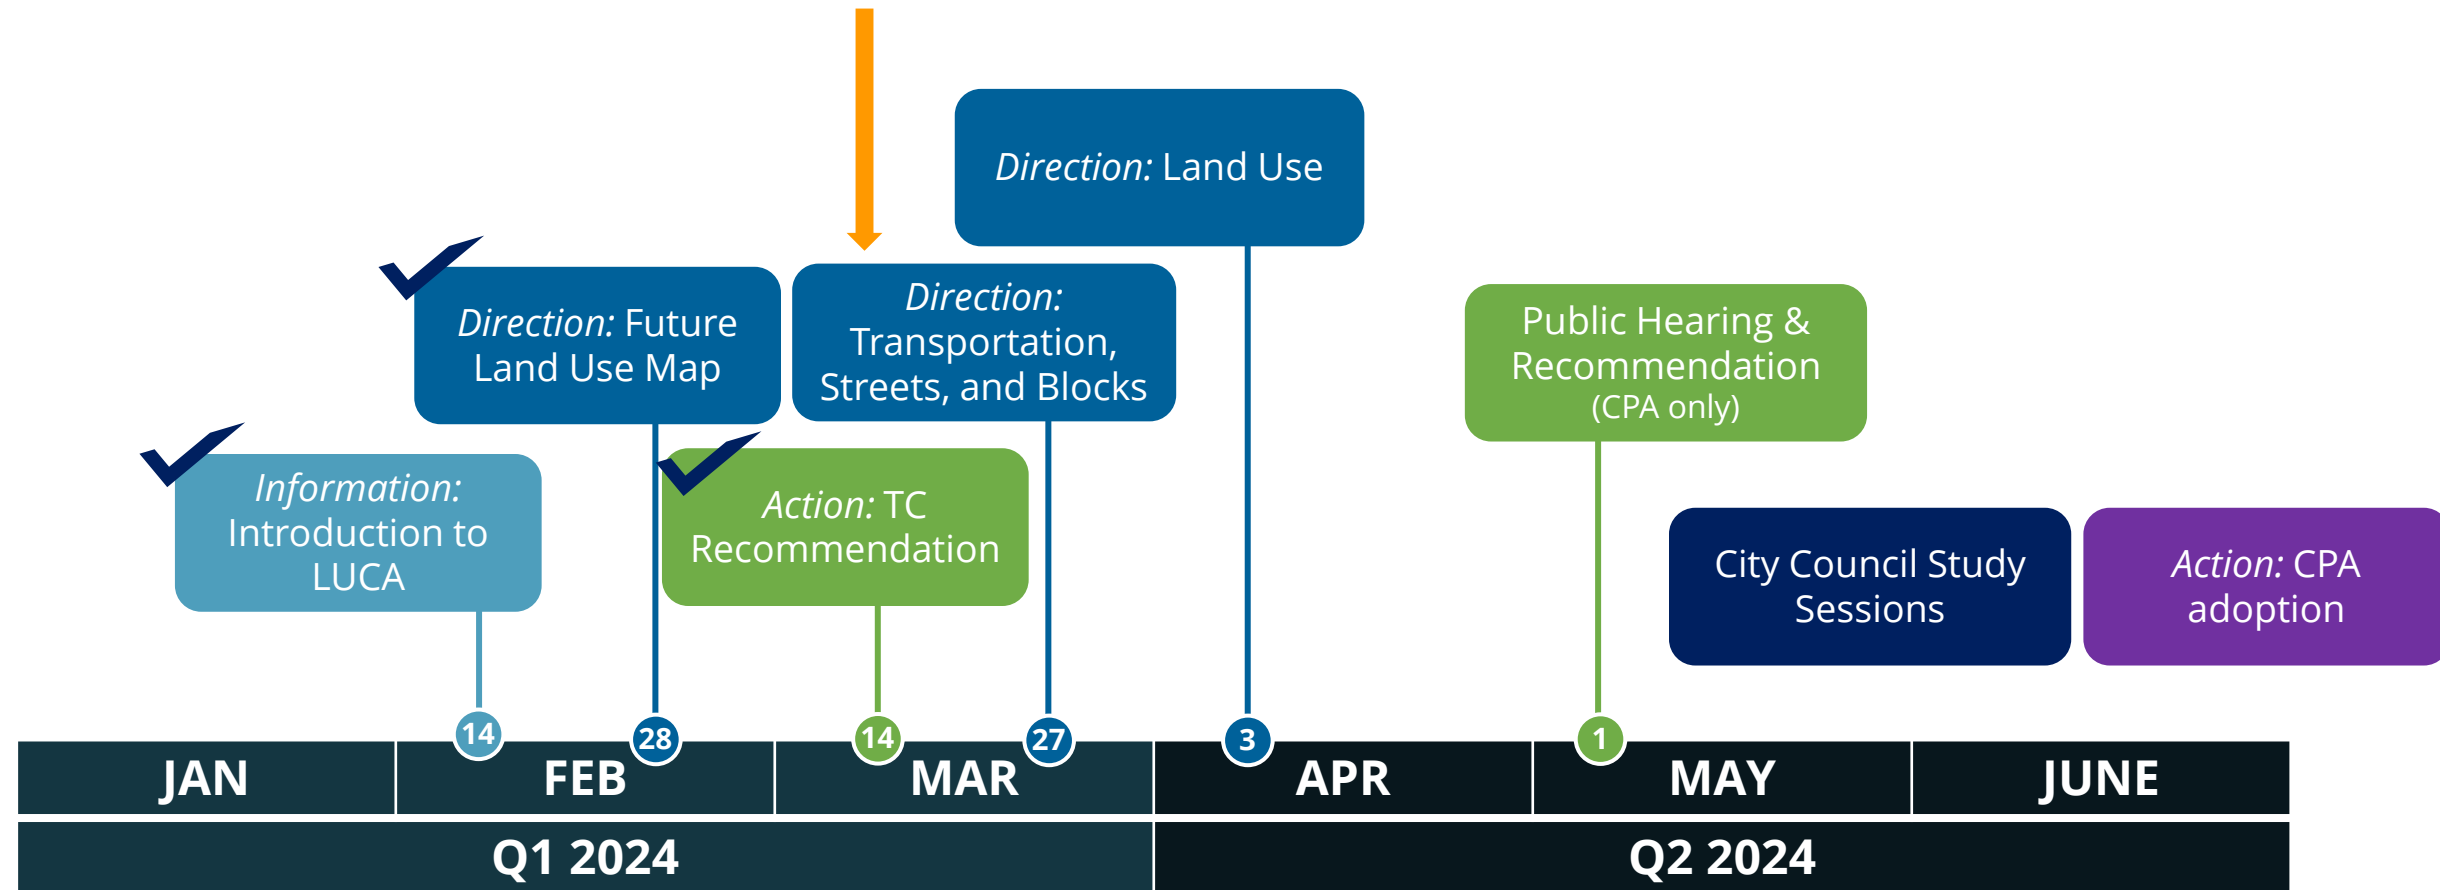 Direction: Land Use
Direction: Future
Land Use Map
Direction:
Transportation,
Streets, and Blocks
Public Hearing &
Recommendation
(CPA only)
Information:
Introduction to
LUCA
Action: TC
Recommendation
City Council Study
Sessions
Action: CPA
adoption
14
28
14
27
3
1
JAN
FEB
MAR
APR
MAY
JUNE
Q1 2024
Q2 2024